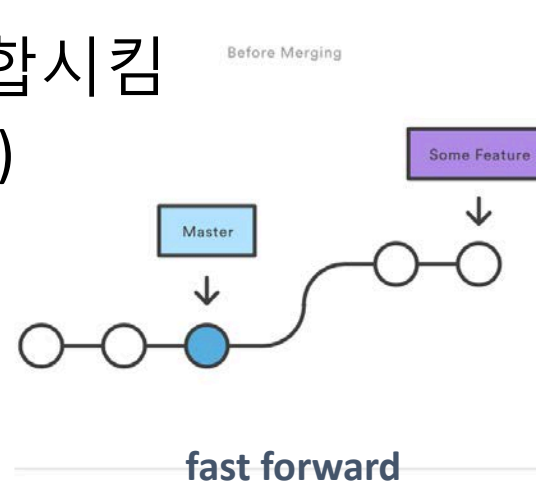 합시킴
)
Before Merging
Some Feature
Master
fast forward